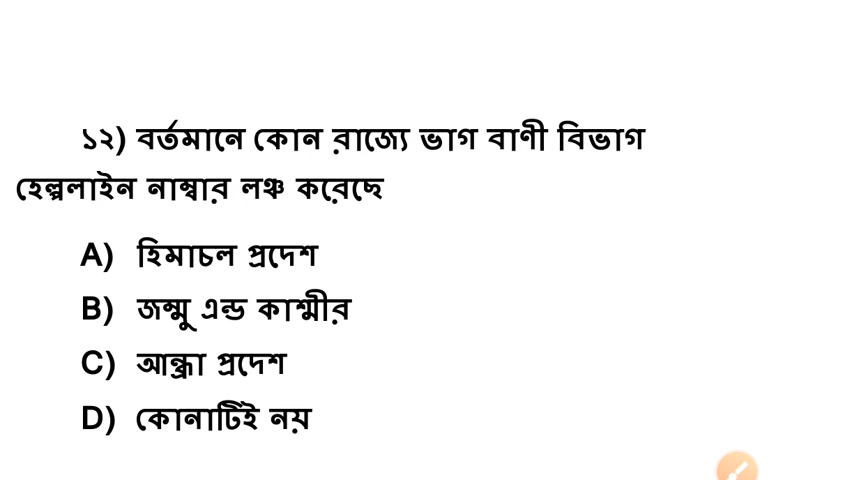 ১২) বর্তমানে কোন রাজ্যে ভাগ বাণী বিভাগ
হেল্পলাইন নাম্বার লঞ্চ করেছে
A) হিমাচল প্রদেশ
B) জম্মু এন্ড কাশ্মীর
C) আন্ধ্রা প্রদেশ
D) কোনাটিই নয়